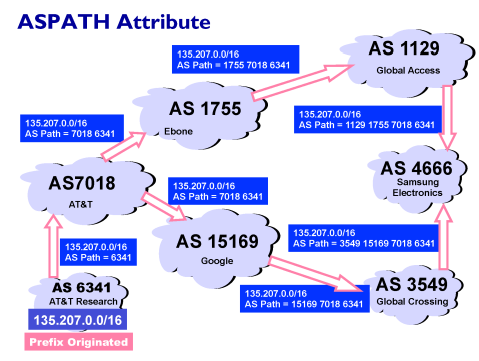 ASPATH Attribute
135.207.0.0/16
AS Path = 1755 7018 6341
AS 1129
Global Access
135.207.0.0/16
AS Path = 7018 6341
AS 1755
Ebone
135.207.0.0/16
AS Path = 1129 1755 7018 6341
AS7018
AT&T
135.207.0.0/16
AS Path = 7018 6341
AS 4666
Samsung
Electronics
135.207.0.0/16
AS Path = 6341
AS 15169
Google
135.207.0.0/16
AS Path = 3549 15169 7018 6341
AS 6341
AT&T Research
135.207.0.0/16
Prefix Originated
135.207.0.0/16
AS Path = 15169 7018 6341
AS 3549
Global Crossing